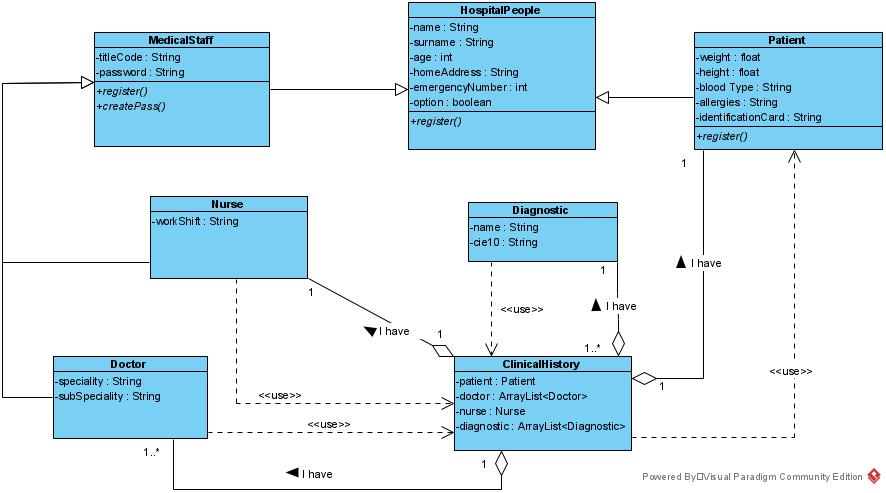 HospitalPeople
-name : String
-surname : String
-age : int
-homeAddress : String
-emergencyNumber : int
-option : boolean
+register()
MedicalStaff
-titleCode : String
-password : String
+register()
+createPass()
Patient
-weight : float
-height : float
-blood Type : String
-allergies : String
-identificationCard : String
+register()
1
Nurse
-workShift : String
Diagnostic
-name : String
-cie10 : String
I have
1
1
<<use>>
I have
I have
1
1..*
Doctor
-speciality : String
-subSpeciality : String
ClinicalHistory
-patient : Patient
-doctor : ArrayList<Doctor>
-nurse : Nurse
-diagnostic : ArrayList<Diagnostic>
<<use>>
1
<<use>>
<<use>>
1..*
1
I have
Powered By Visual Paradigm Community Edition